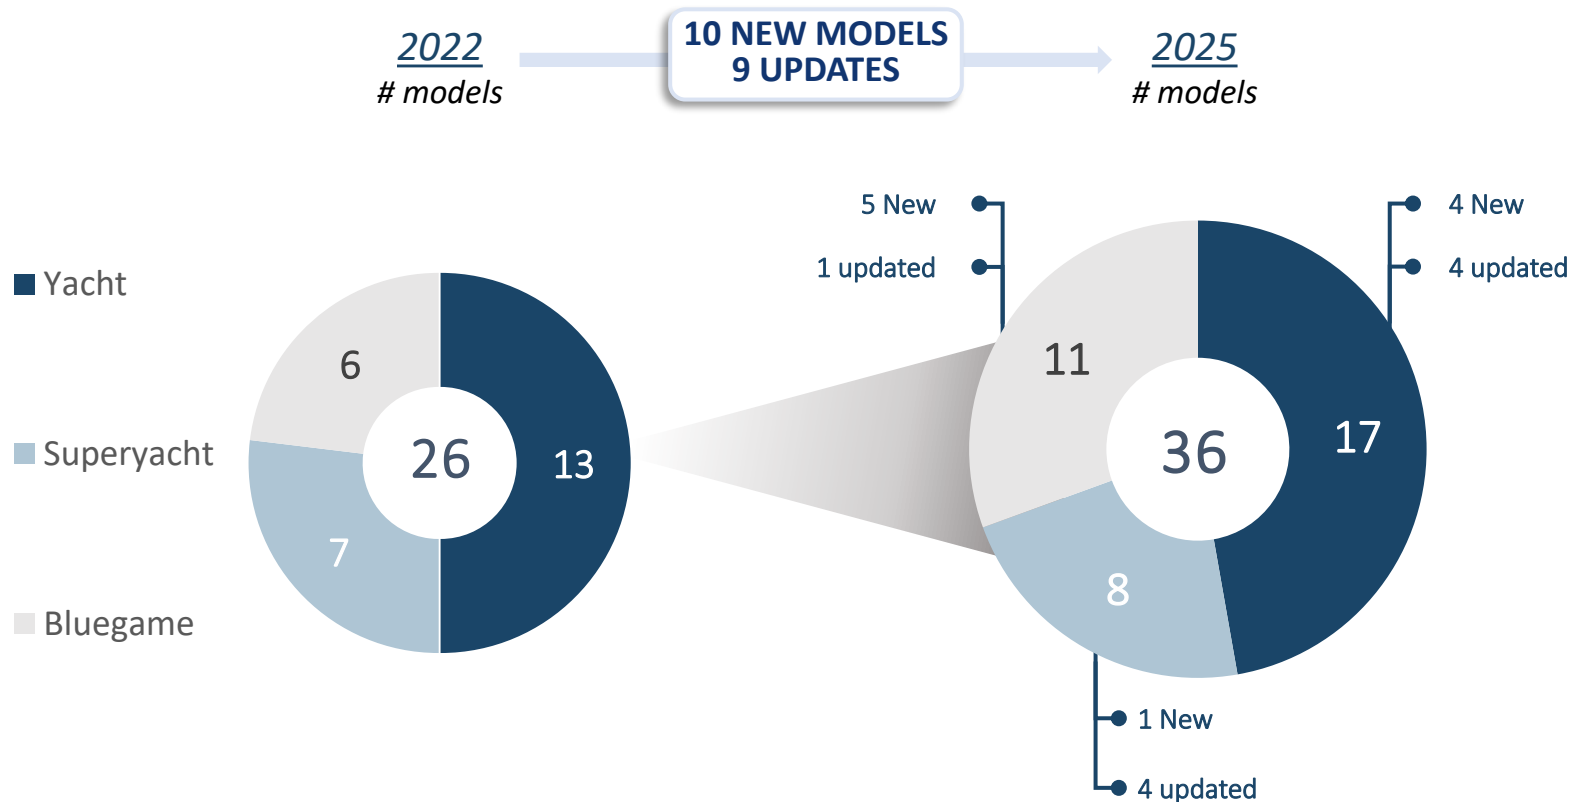 2022
# models
10 NEW MODELS
9 UPDATES
2025
# models
Yacht
Superyacht
Bluegame
6
26
13
7
5 New
1 updated
4 New
4 updated
11
36
17
8
1 New
4 updated